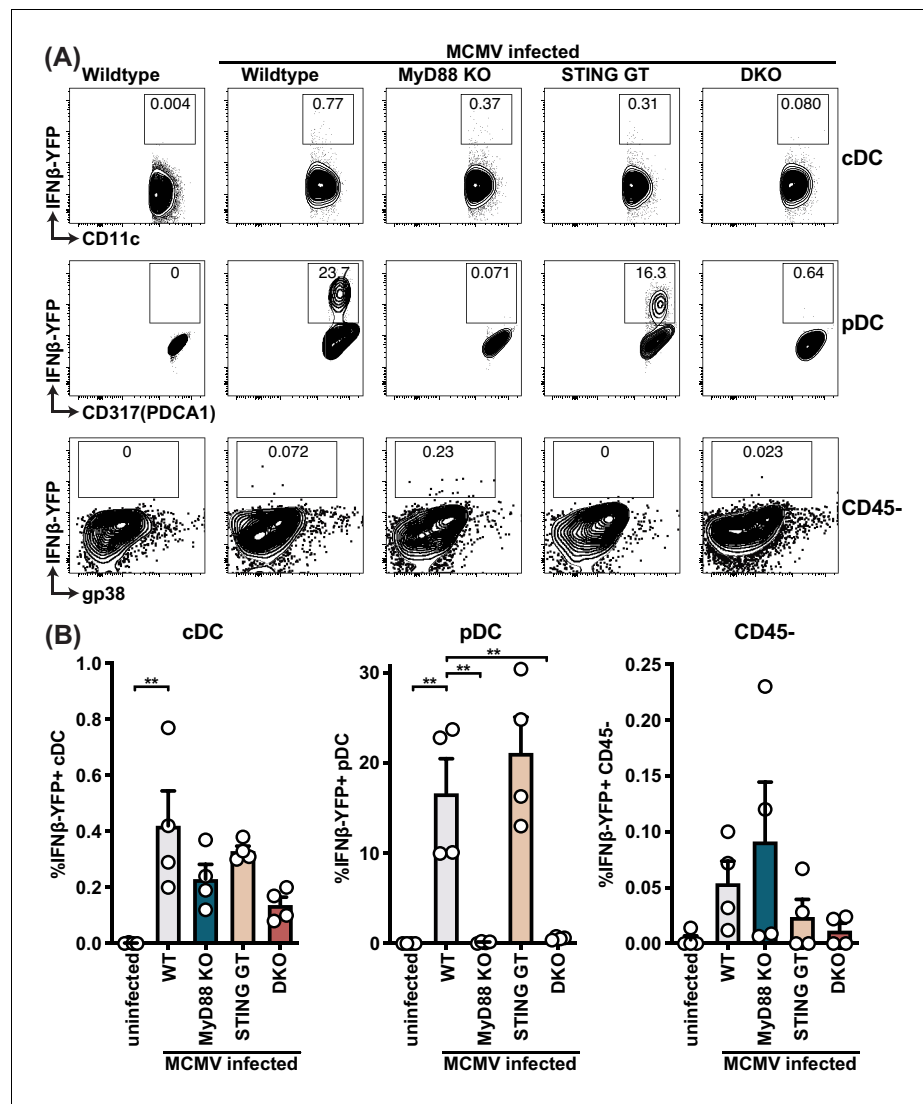 (A)
MCMV infected
Wildtype Wildtype MyD88 KO STING GT DKO
0.004 0.77 0.37 0.31 0.080
IFNβ-YFP
cDC
CD11c
0 23.7 0.071 16.3 0.64
IFNβ-YFP
pDC
CD317(PDCA1)
0 0.072 0.23 0 0.023
IFNβ-YFP
CD45-
gp38
(B)
cDC
%IFNβ-YFP+ cDC
1.0
0.8
0.6
0.4
0.2
0.0
**
uninfected
WT
MyD88 KO
STING GT
DKO
MCMV infected
pDC
%IFNβ-YFP+ pDC
30
20
10
0
**
** **
uninfected
WT
MyD88 KO
STING GT
DKO
MCMV infected
CD45-
%IFNβ-YFP+ CD45-
0.25
0.20
0.15
0.10
0.05
0.00
uninfected
WT
MyD88 KO
STING GT
DKO
MCMV infected